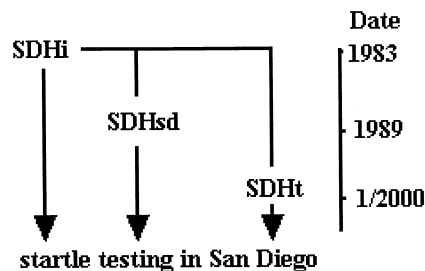 Date
SDHi
1983
SDHsd
1989
SDHt
1/2000
startle testing in San Diego